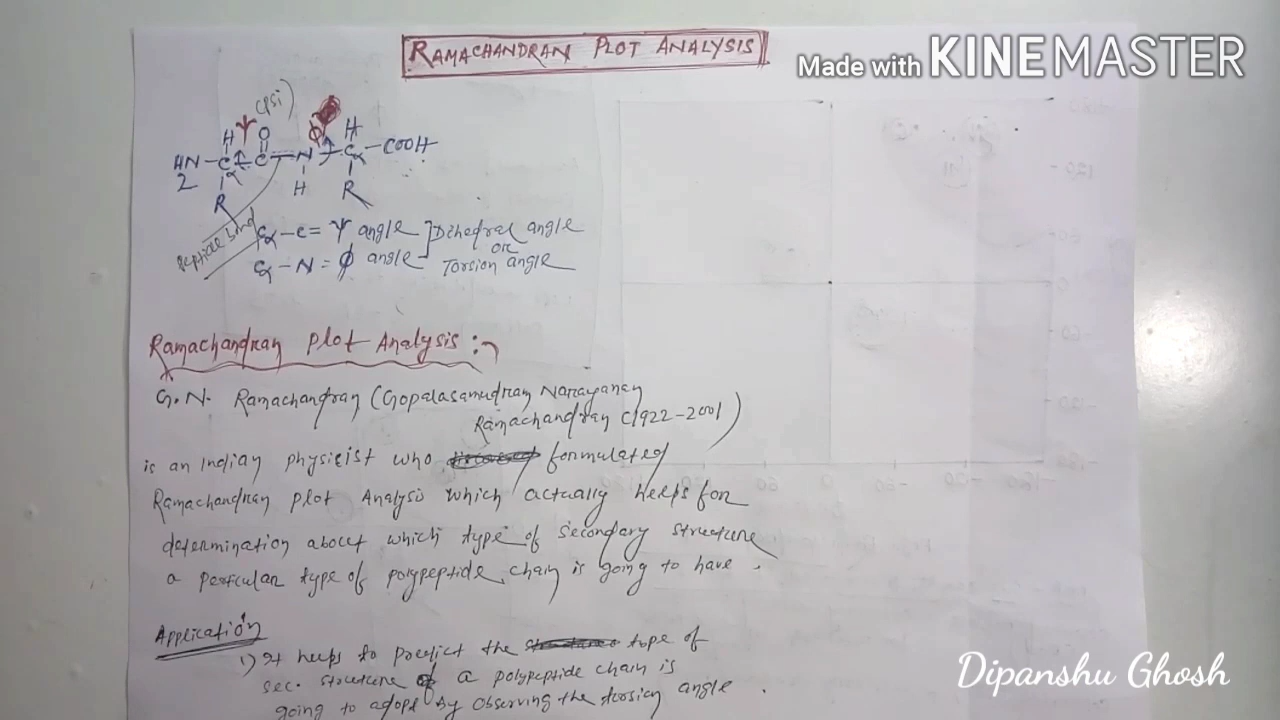 RAMACHANDRAN PLOT ANALYSIS
Made with KINEMASTER
(Psi)
H Ψ O ϕ H
H2N - Cα - C - N - Cα - COOH
R H R
Peptide bond
Cα - C = Ψ angle ] Dihedral angle
OR
Cα - N = ϕ angle Torsion angle
Ramachandran Plot Analysis :-
G.N. Ramachandran (Gopalasamudram Narayanan
Ramachandran (1922-2001)
is an Indian physicist who formulated
Ramachandran plot Analysis which actually helps for
determination about which type of secondary structure
a perticular type of polypeptide chain is going to have .
Application
1) It helps to predict the type of
sec. structure of a polypeptide chain is
going to adopt by observing the torsion angle .
Dipanshu Ghosh